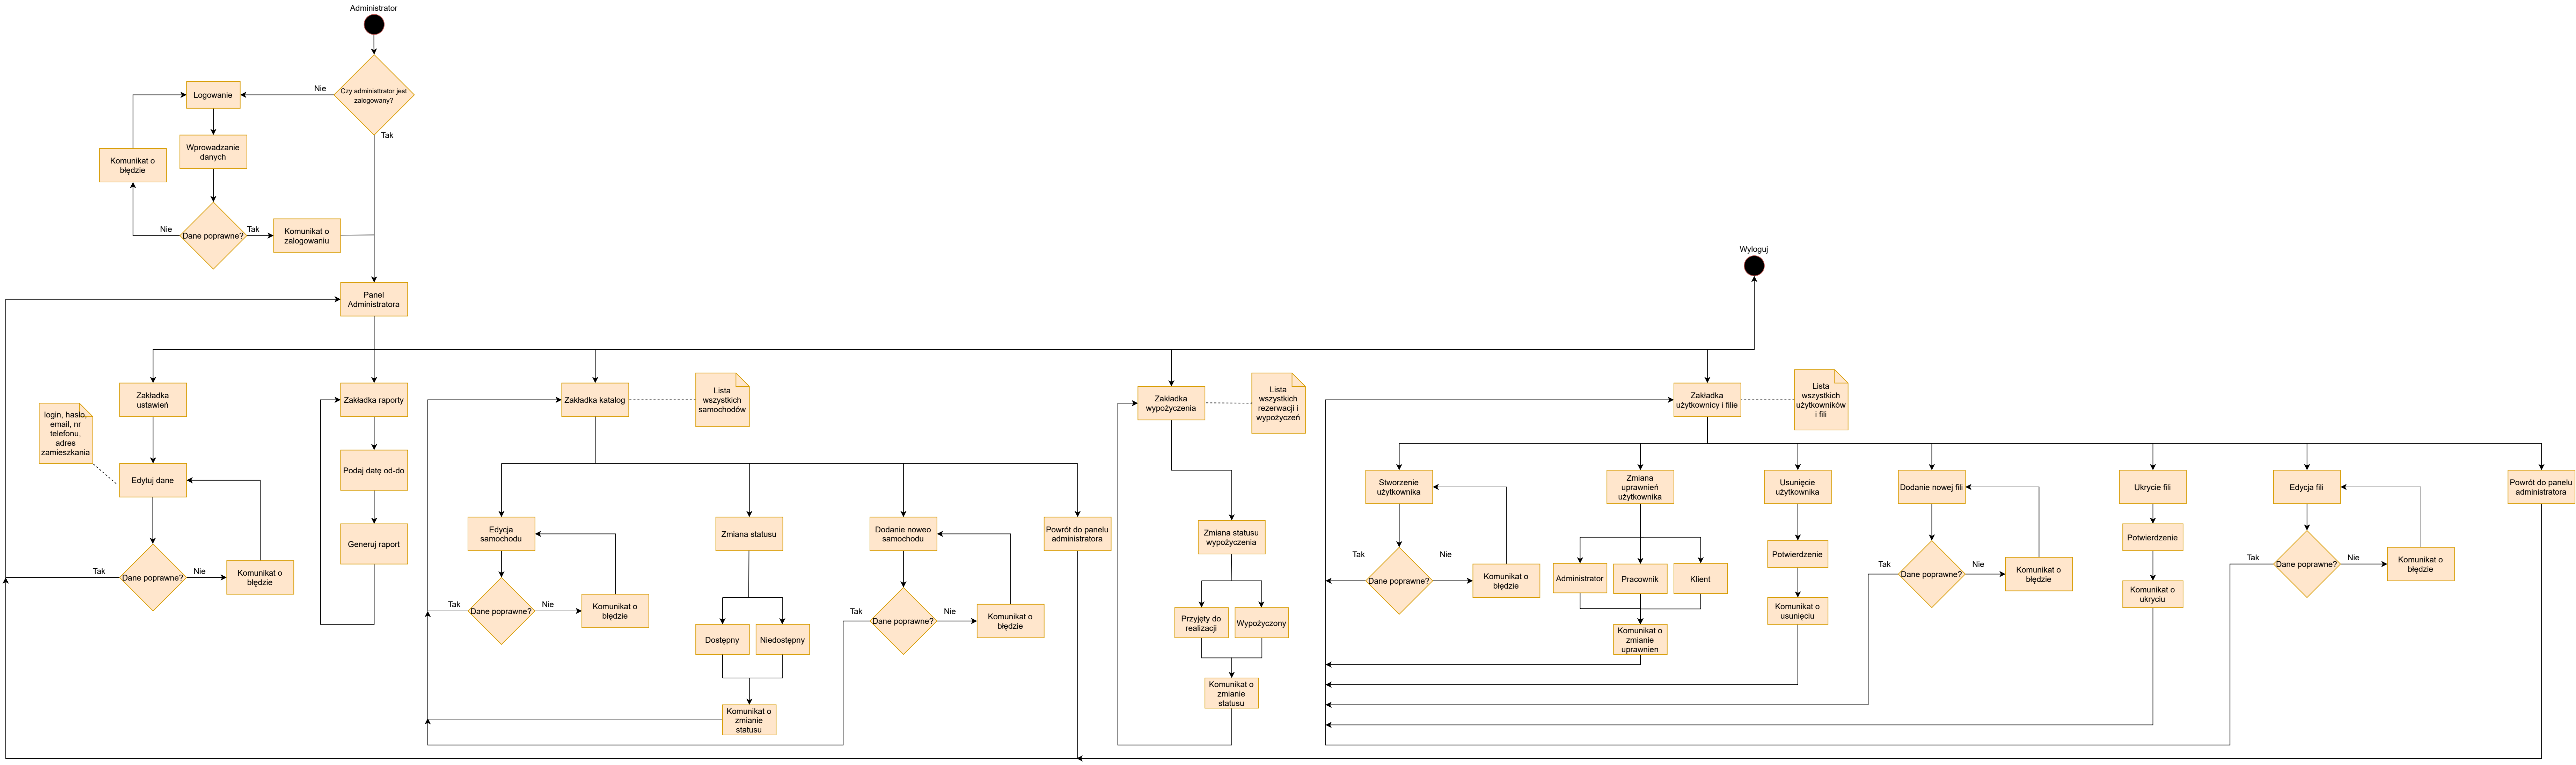 Administrator
Czy administtrator jest
zalogowany?
Nie
Tak
Logowanie
Wprowadzanie
danych
Komunikat o
błędzie
Nie
Dane poprawne?
Tak
Komunikat o
zalogowaniu
Wyloguj
Panel
Administratora
Zakładka
ustawień
login, hasło,
email, nr
telefonu,
adres
zamieszkania
Edytuj dane
Tak
Dane poprawne?
Nie
Komunikat o
błędzie
Zakładka raporty
Podaj datę od-do
Generuj raport
Zakładka katalog
Lista
wszystkich
samochodów
Edycja
samochodu
Tak
Dane poprawne?
Nie
Komunikat o
błędzie
Zmiana statusu
Dostępny
Niedostępny
Komunikat o
zmianie
statusu
Dodanie noweo
samochodu
Tak
Dane poprawne?
Nie
Komunikat o
błędzie
Powrót do panelu
administratora
Zakładka
wypożyczenia
Lista
wszystkich
rezerwacji i
wypożyczeń
Zmiana statusu
wypożyczenia
Przyjęty do
realizacji
Wypożyczony
Komunikat o
zmianie
statusu
Zakładka
użytkownicy i filie
Lista
wszystkich
użytkowników
i fili
Stworzenie
użytkownika
Tak
Dane poprawne?
Nie
Komunikat o
błędzie
Zmiana
uprawnień
użytkownika
Administrator
Pracownik
Klient
Komunikat o
zmianie
uprawnien
Usunięcie
użytkownika
Potwierdzenie
Komunikat o
usunięciu
Dodanie nowej fili
Tak
Dane poprawne?
Nie
Komunikat o
błędzie
Ukrycie fili
Potwierdzenie
Komunikat o
ukryciu
Edycja fili
Tak
Dane poprawne?
Nie
Komunikat o
błędzie
Powrót do panelu
administratora